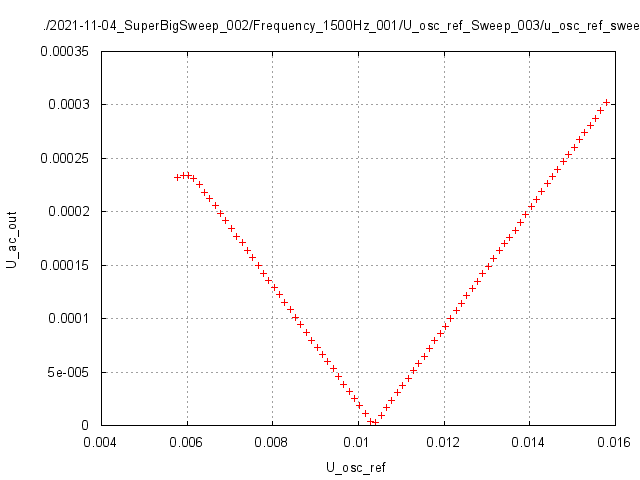 ./2021-11-04_SuperBigSweep_002/Frequency_1500Hz_001/U_osc_ref_Sweep_003/u_osc_ref_swee
0.00035
0.0003
0.00025
0.0002
0.00015
0.0001
5e-005
0
U_ac_out
0.004 0.006 0.008 0.01 0.012 0.014 0.016
U_osc_ref